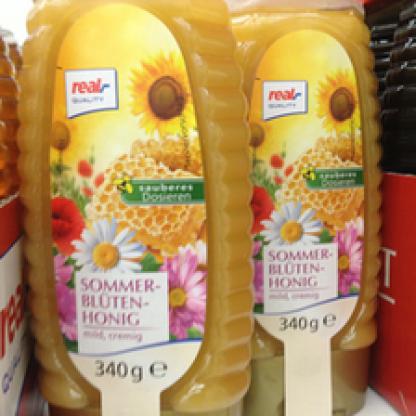 real,-
QUALITY
sauberes
Dosieren
SOMMER-
BLÜTEN-
HONIG
mild, cremig
340g e
real,-
QUALITY
sauberes
Dosieren
SOMMER-
BLÜTEN-
HONIG
mild, cremig
340g e
real